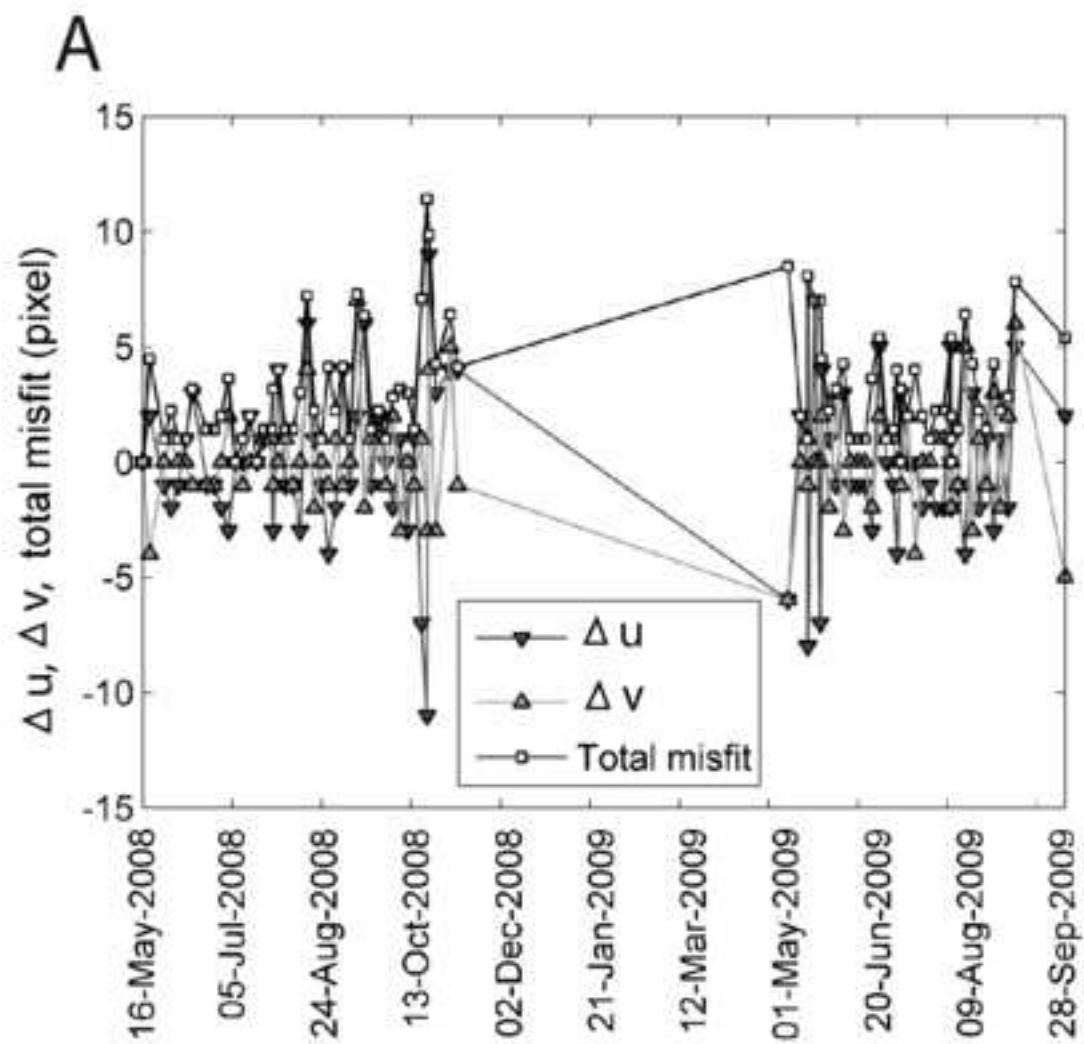 A
Δ u, Δ v, total misfit (pixel)
15
10
5
0
-5
-10
-15
Δ u
Δ v
Total misfit
16-May-2008
05-Jul-2008
24-Aug-2008
13-Oct-2008
02-Dec-2008
21-Jan-2009
12-Mar-2009
01-May-2009
20-Jun-2009
09-Aug-2009
28-Sep-2009